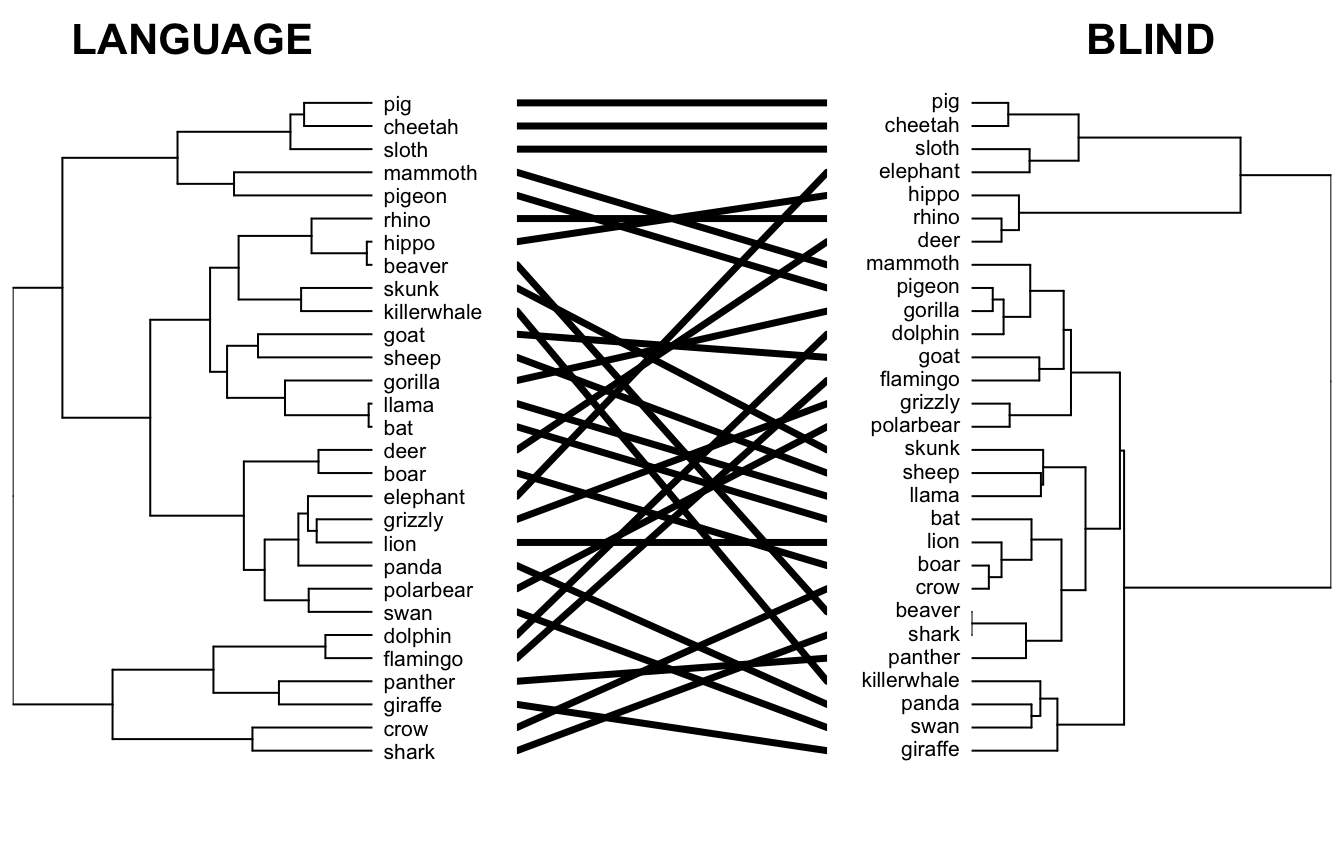 LANGUAGE
BLIND
pig
cheetah
sloth
mammoth
pigeon
rhino
hippo
beaver
skunk
killerwhale
goat
sheep
gorilla
llama
bat
deer
boar
elephant
grizzly
lion
panda
polarbear
swan
dolphin
flamingo
panther
giraffe
crow
shark
pig
cheetah
sloth
elephant
hippo
rhino
deer
mammoth
pigeon
gorilla
dolphin
goat
flamingo
grizzly
polarbear
skunk
sheep
llama
bat
lion
boar
crow
beaver
shark
panther
killerwhale
panda
swan
giraffe